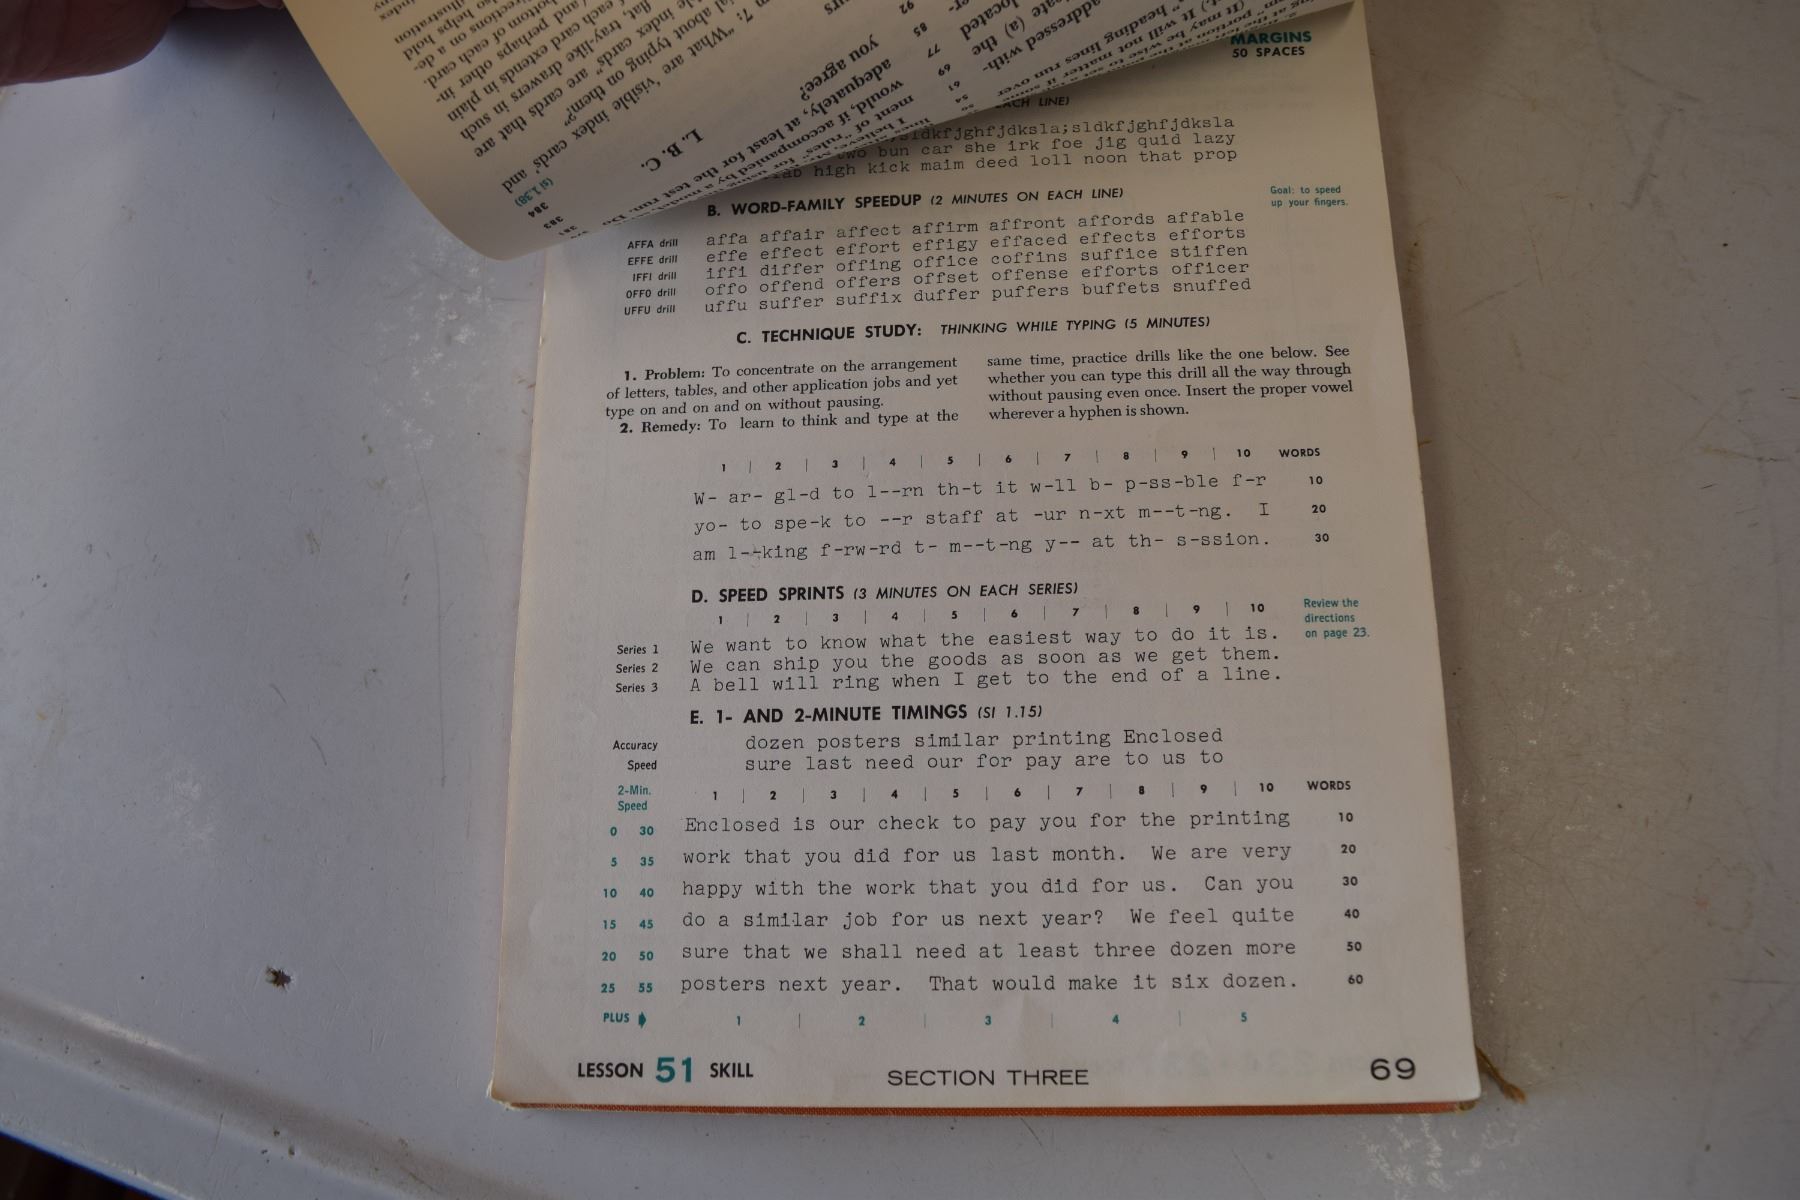 MARGINS
50 SPACES
EACH LINE)
sldkfjghfjdksla;sldkfjghfjdksla
two bun car she irk foe jig quid lazy
high kick maim deed loll noon that prop
B. WORD-FAMILY SPEEDUP (2 MINUTES ON EACH LINE)
Goal: to speed
up your fingers.
AFFA drill affa affair affect affirm affront affords affable
EFFE drill effe effect effort effigy effaced effects efforts
IFFI drill iffi differ offing office coffins suffice stiffen
OFFO drill offo offend offers offset offense efforts officer
UFFU drill uffu suffer suffix duffer puffers buffets snuffed
C. TECHNIQUE STUDY: THINKING WHILE TYPING (5 MINUTES)
1. Problem: To concentrate on the arrangement
of letters, tables, and other application jobs and yet
type on and on and on without pausing.
2. Remedy: To learn to think and type at the
same time, practice drills like the one below. See
whether you can type this drill all the way through
without pausing even once. Insert the proper vowel
wherever a hyphen is shown.
1 | 2 | 3 | 4 | 5 | 6 | 7 | 8 | 9 | 10 WORDS
W- ar- gl-d to l--rn th-t it w-ll b- p-ss-ble f-r 10
yo- to spe-k to --r staff at -ur n-xt m--t-ng. I 20
am l--king f-rw-rd t- m--t-ng y-- at th- s-ssion. 30
D. SPEED SPRINTS (3 MINUTES ON EACH SERIES)
1 | 2 | 3 | 4 | 5 | 6 | 7 | 8 | 9 | 10
Review the
directions
on page 23.
Series 1 We want to know what the easiest way to do it is.
Series 2 We can ship you the goods as soon as we get them.
Series 3 A bell will ring when I get to the end of a line.
E. 1- AND 2-MINUTE TIMINGS (SI 1.15)
Accuracy dozen posters similar printing Enclosed
Speed sure last need our for pay are to us to
2-Min.
Speed
1 | 2 | 3 | 4 | 5 | 6 | 7 | 8 | 9 | 10 WORDS
0 30 Enclosed is our check to pay you for the printing 10
5 35 work that you did for us last month. We are very 20
10 40 happy with the work that you did for us. Can you 30
15 45 do a similar job for us next year? We feel quite 40
20 50 sure that we shall need at least three dozen more 50
25 55 posters next year. That would make it six dozen. 60
PLUS 1 | 2 | 3 | 4 | 5
LESSON 51 SKILL
SECTION THREE
69
L. B. C.
you agree?
adequately, at least for the test run. Do
"What are 'visible index cards' and